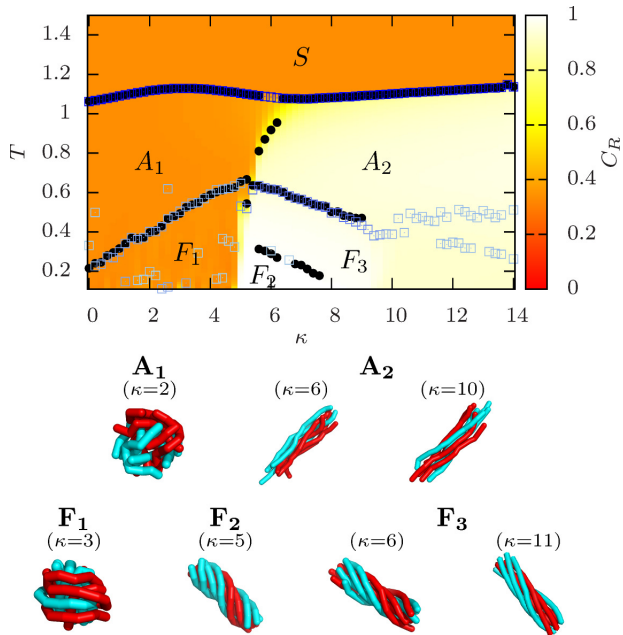 S
A₁
A₂
F₁
F₂
F₃
T
1.4
1.2
1
0.8
0.6
0.4
0.2
0 2 4 6 8 10 12 14
κ
1
0.8
0.6
0.4
0.2
0
C_R
A₁ A₂
(κ=2) (κ=6) (κ=10)
F₁ F₂ F₃
(κ=3) (κ=5) (κ=6) (κ=11)